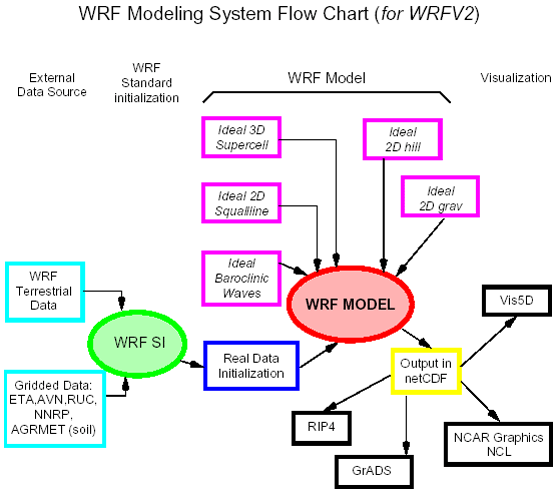 WRF Modeling System Flow Chart (for WRFV2)
External
Data Source
WRF
Standard
initialization
WRF Model
Visualization
Ideal 3D
Supercell
Ideal
2D hill
Ideal 2D
Squallline
Ideal
2D grav
Ideal
Baroclinic
Waves
WRF
Terrestrial
Data
WRF MODEL
Vis5D
WRF SI
Real Data
Initialization
Output in
netCDF
Gridded Data:
ETA,AVN,RUC,
NNRP,
AGRMET (soil)
RIP4
NCAR Graphics
NCL
GrADS